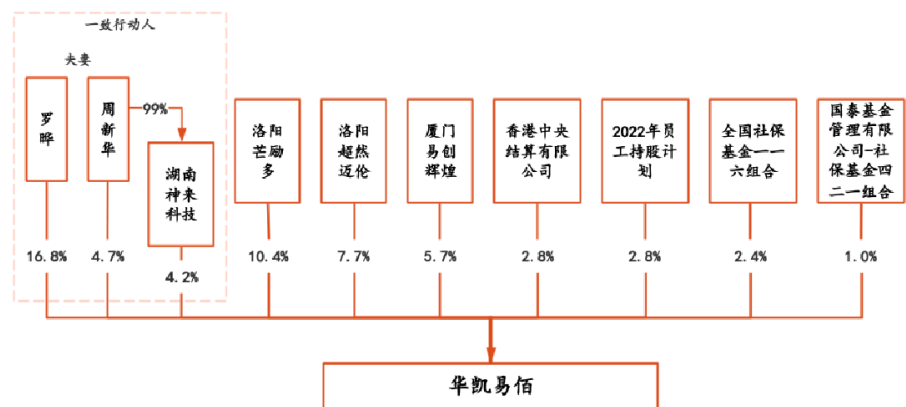 一致行动人
夫妻
罗
晔
周
新
华
99%
湖南
神来
科技
洛阳
芒励
多
洛阳
超然
迈伦
厦门
易创
辉煌
香港中央
结算有限
公司
2022年员
工持股计
划
全国社保
基金一一
六组合
国泰基金
管理有限
公司-社
保基金四
二一组合
16.8%
4.7%
4.2%
10.4%
7.7%
5.7%
2.8%
2.8%
2.4%
1.0%
华凯易佰